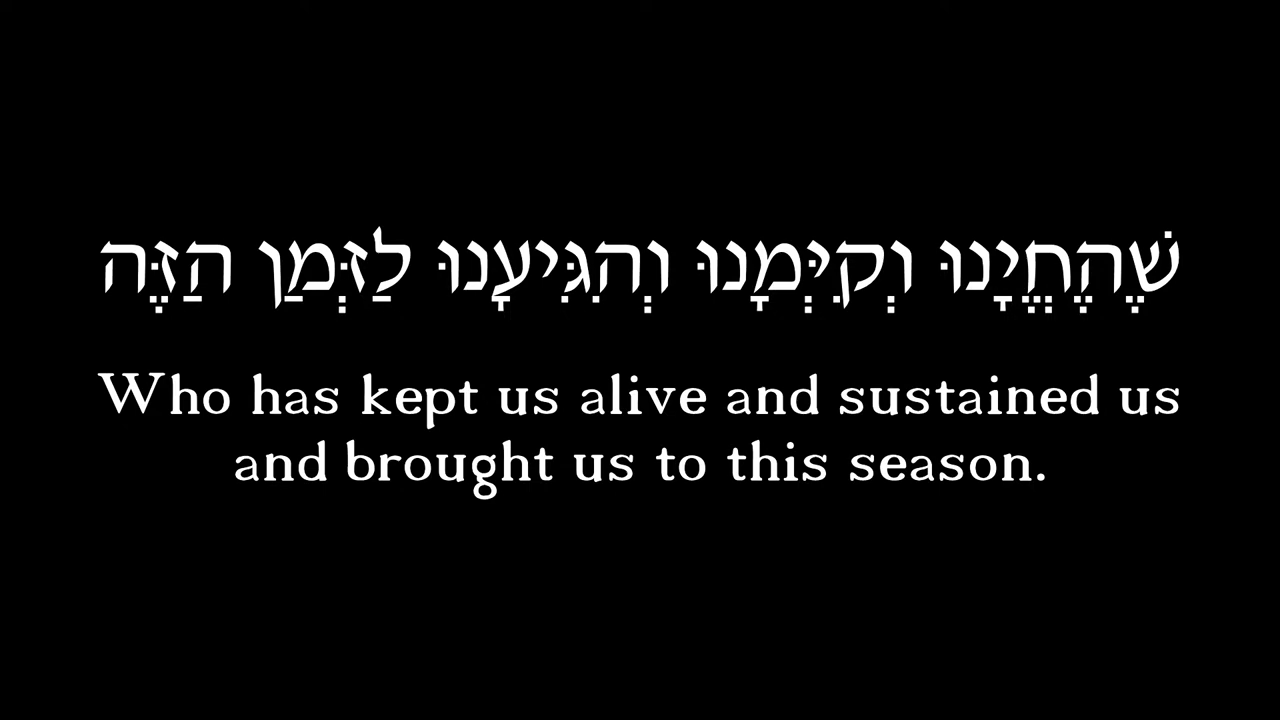 שֶׁהֶחֱיָנוּ וְקִיְּמָנוּ וְהִגִּיעָנוּ לַזְּמַן הַזֶּה
Who has kept us alive and sustained us
and brought us to this season.